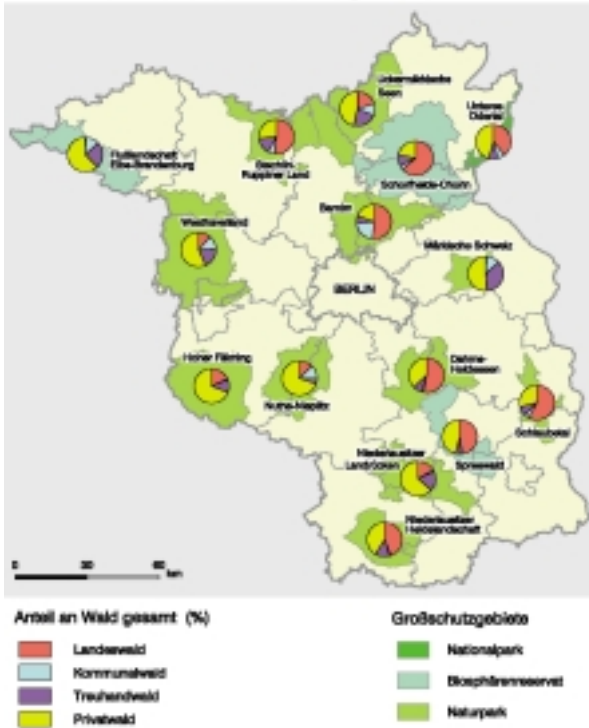 Uckermärkische
Seen
Unteres
Odertal
Flußlandschaft
Elbe-Brandenburg
Stechlin-
Ruppiner Land
Schorfheide-Chorin
Barnim
Westhavelland
Märkische Schweiz
BERLIN
Hoher Fläming
Nuthe-Nieplitz
Dahme-
Heideseen
Schlaubetal
Niederlausitzer
Landrücken
Spreewald
Niederlausitzer
Heidelandschaft
0 30 60
km
Anteil an Wald gesamt (%)
Landeswald
Kommunalwald
Treuhandwald
Privatwald
Großschutzgebiete
Nationalpark
Biosphärenreservat
Naturpark